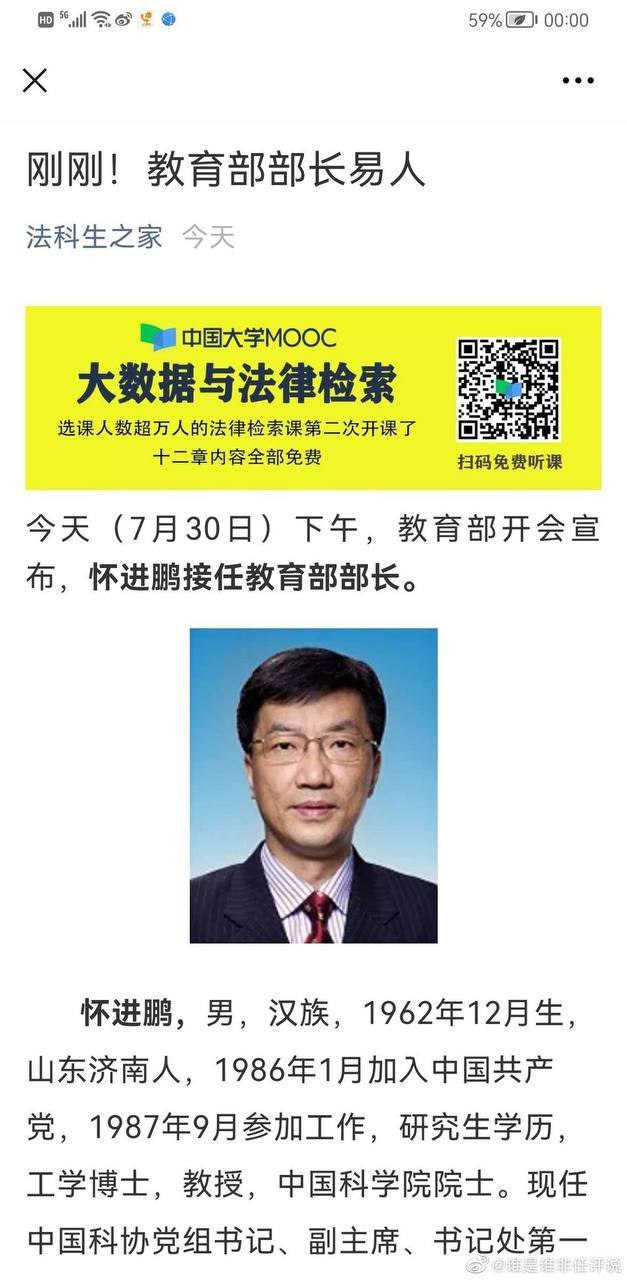 HD 5G 59% 00:00
刚刚！教育部部长易人
法科生之家 今天
中国大学MOOC
大数据与法律检索
选课人数超万人的法律检索课第二次开课了
十二章内容全部免费
扫码免费听课
今天（7月30日）下午，教育部开会宣
布，怀进鹏接任教育部部长。
怀进鹏，男，汉族，1962年12月生，
山东济南人，1986年1月加入中国共产
党，1987年9月参加工作，研究生学历，
工学博士，教授，中国科学院院士。现任
中国科协党组书记、副主席、书记处第一
@谁是谁非任评说